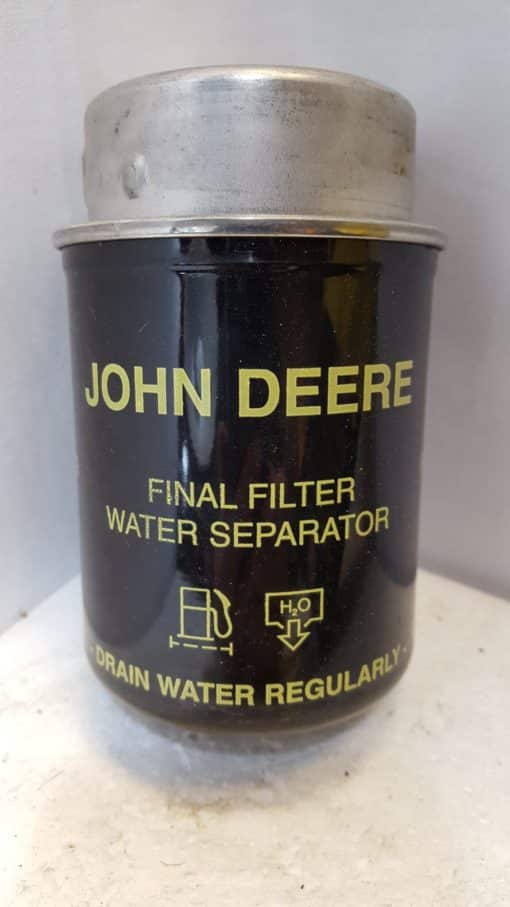 JOHN DEERE
FINAL FILTER
WATER SEPARATOR
H₂O
- DRAIN WATER REGULARLY -